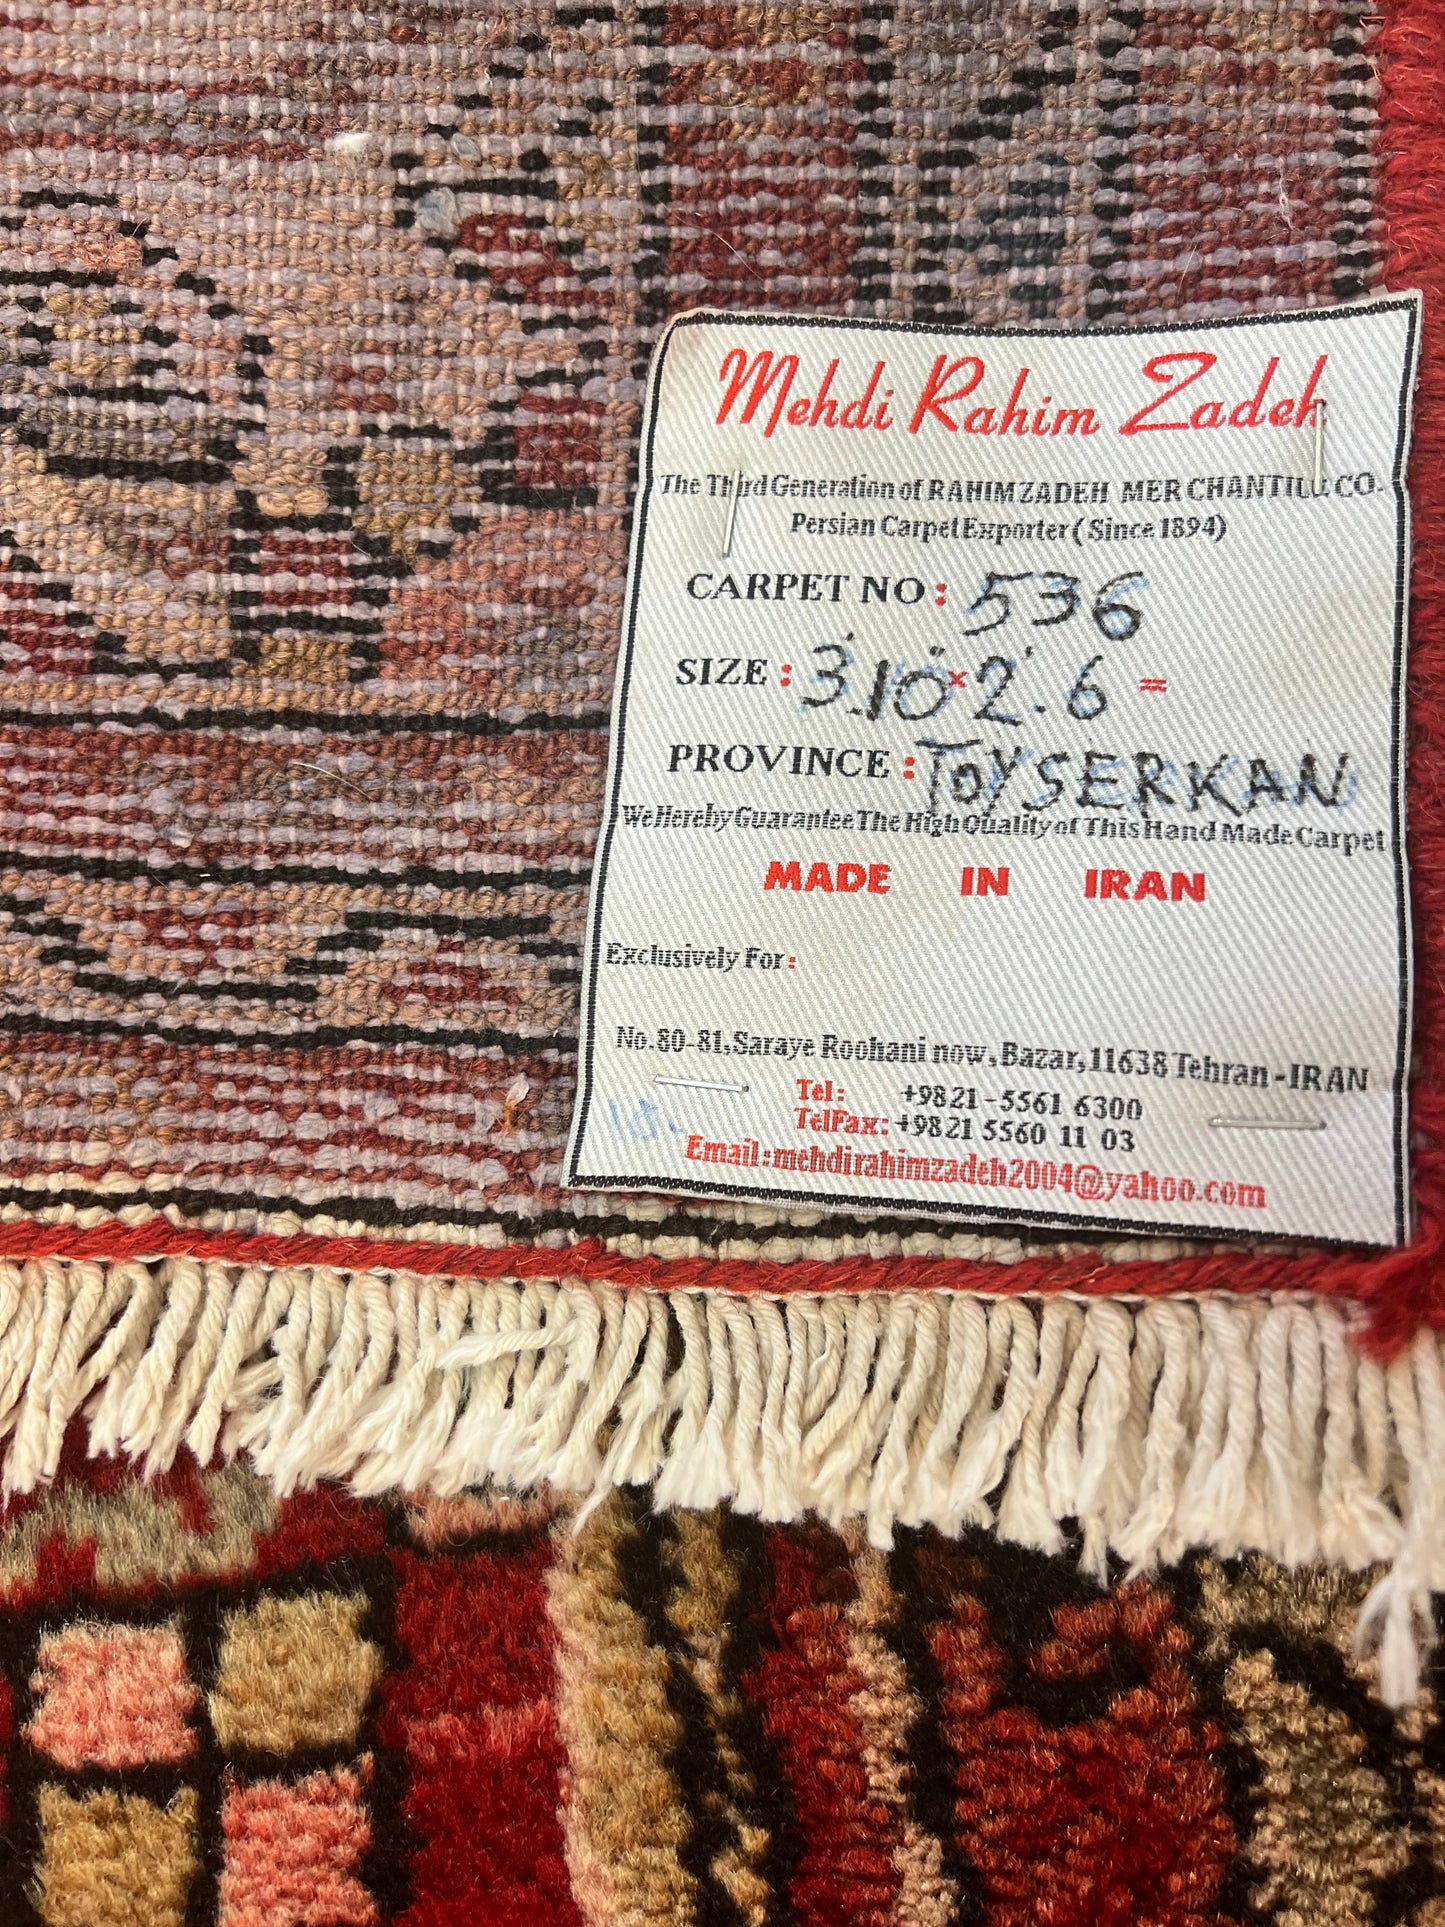 Mehdi Rahim Zadeh
The Third Generation of RAHIMZADEH MERCHANTILE CO.
Persian Carpet Exporter ( Since 1894)
CARPET NO : 536
SIZE : 3.10 × 2.6 =
PROVINCE : TOYSERKAN
We Hereby Guarantee The High Quality of This Hand Made Carpet
MADE IN IRAN
Exclusively For :
No.80-81,Saraye Roohani now,Bazar,11638 Tehran-IRAN
Tel: +9821-5561 6300
TelFax: +9821 5560 11 03
Email:mehdirahimzadeh2004@yahoo.com